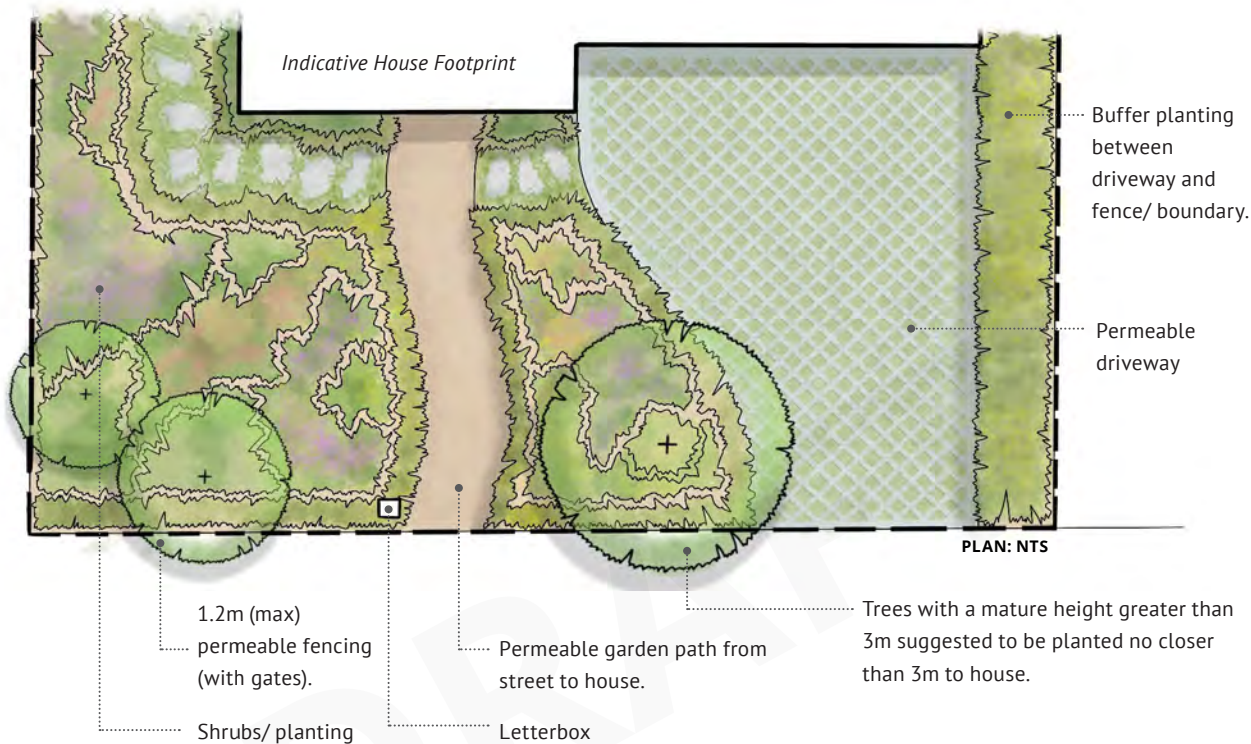 Indicative House Footprint
Buffer planting
between
driveway and
fence/ boundary.
Permeable
driveway
PLAN: NTS
1.2m (max)
permeable fencing
(with gates).
Permeable garden path from
street to house.
Trees with a mature height greater than
3m suggested to be planted no closer
than 3m to house.
Shrubs/ planting
Letterbox
DRAF